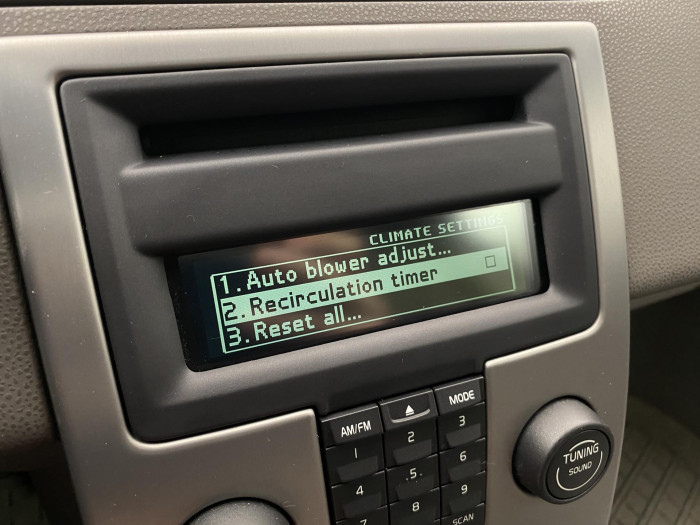 CLIMATE SETTINGS
1. Auto blower adjust...
2. Recirculation timer
3. Reset all...
AM/FM
MODE
1
2
3
4
.5.
6
7
8
9
SCAN
TUNING
SOUND